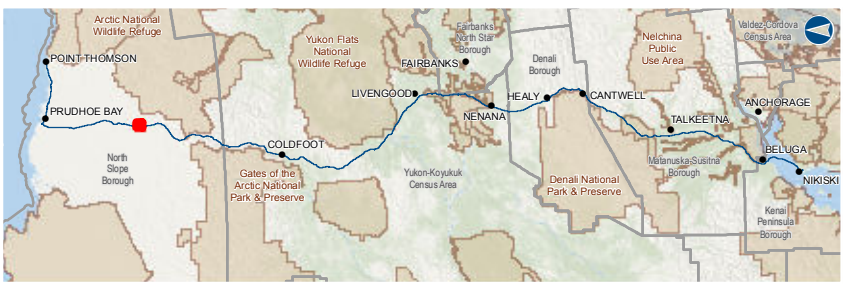 Arctic National
Wildlife Refuge
POINT THOMSON
PRUDHOE BAY
North
Slope
Borough
COLDFOOT
Gates of the
Arctic National
Park & Preserve
Yukon Flats
National
Wildlife Refuge
LIVENGOOD
Yukon-Koyukuk
Census Area
Fairbanks
North Star
Borough
FAIRBANKS
NENANA
Denali
Borough
HEALY
CANTWELL
Denali National
Park & Preserve
Nelchina
Public
Use Area
TALKEETNA
Matanuska-Susitna
Borough
Valdez-Cordova
Census Area
ANCHORAGE
BELUGA
NIKISKI
Kenai
Peninsula
Borough